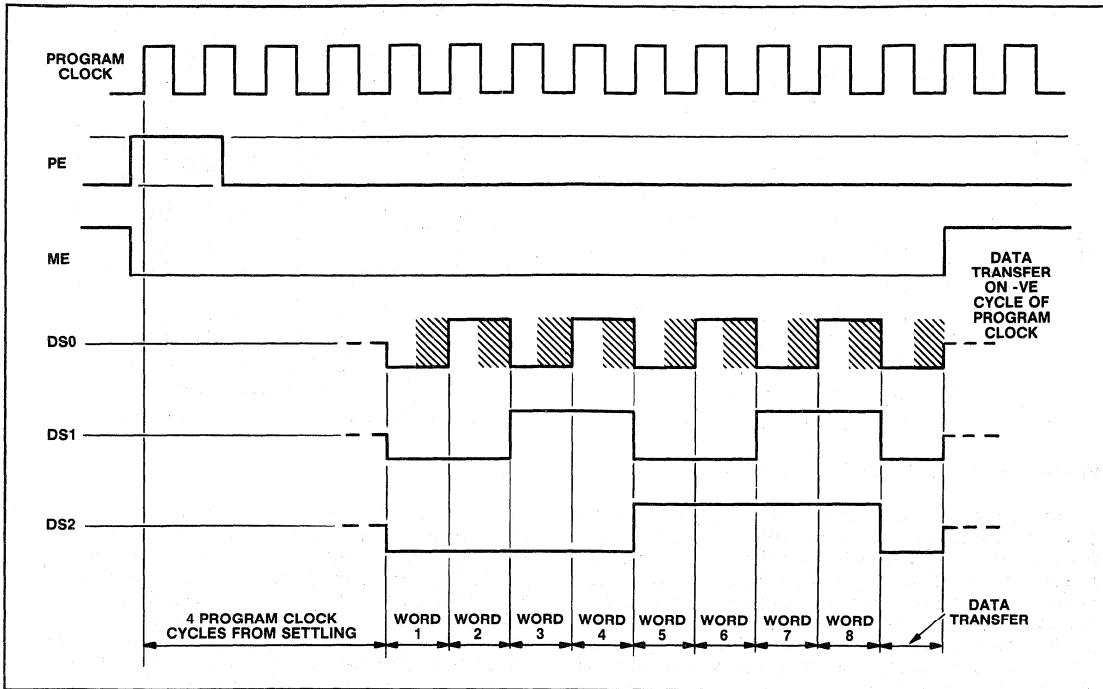 PROGRAM
CLOCK
PE
ME
DATA
TRANSFER
ON -VE
CYCLE OF
PROGRAM
CLOCK
DS0
DS1
DS2
4 PROGRAM CLOCK
CYCLES FROM SETTLING
WORD
1
WORD
2
WORD
3
WORD
4
WORD
5
WORD
6
WORD
7
WORD
8
DATA
TRANSFER